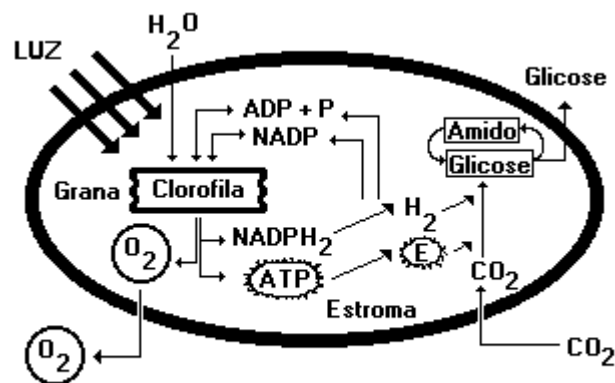 H₂O
LUZ
Glicose
ADP + P
NADP
Amido
Glicose
Grana
Clorofila
H₂
O₂
NADPH₂
E
ATP
CO₂
Estroma
O₂
CO₂